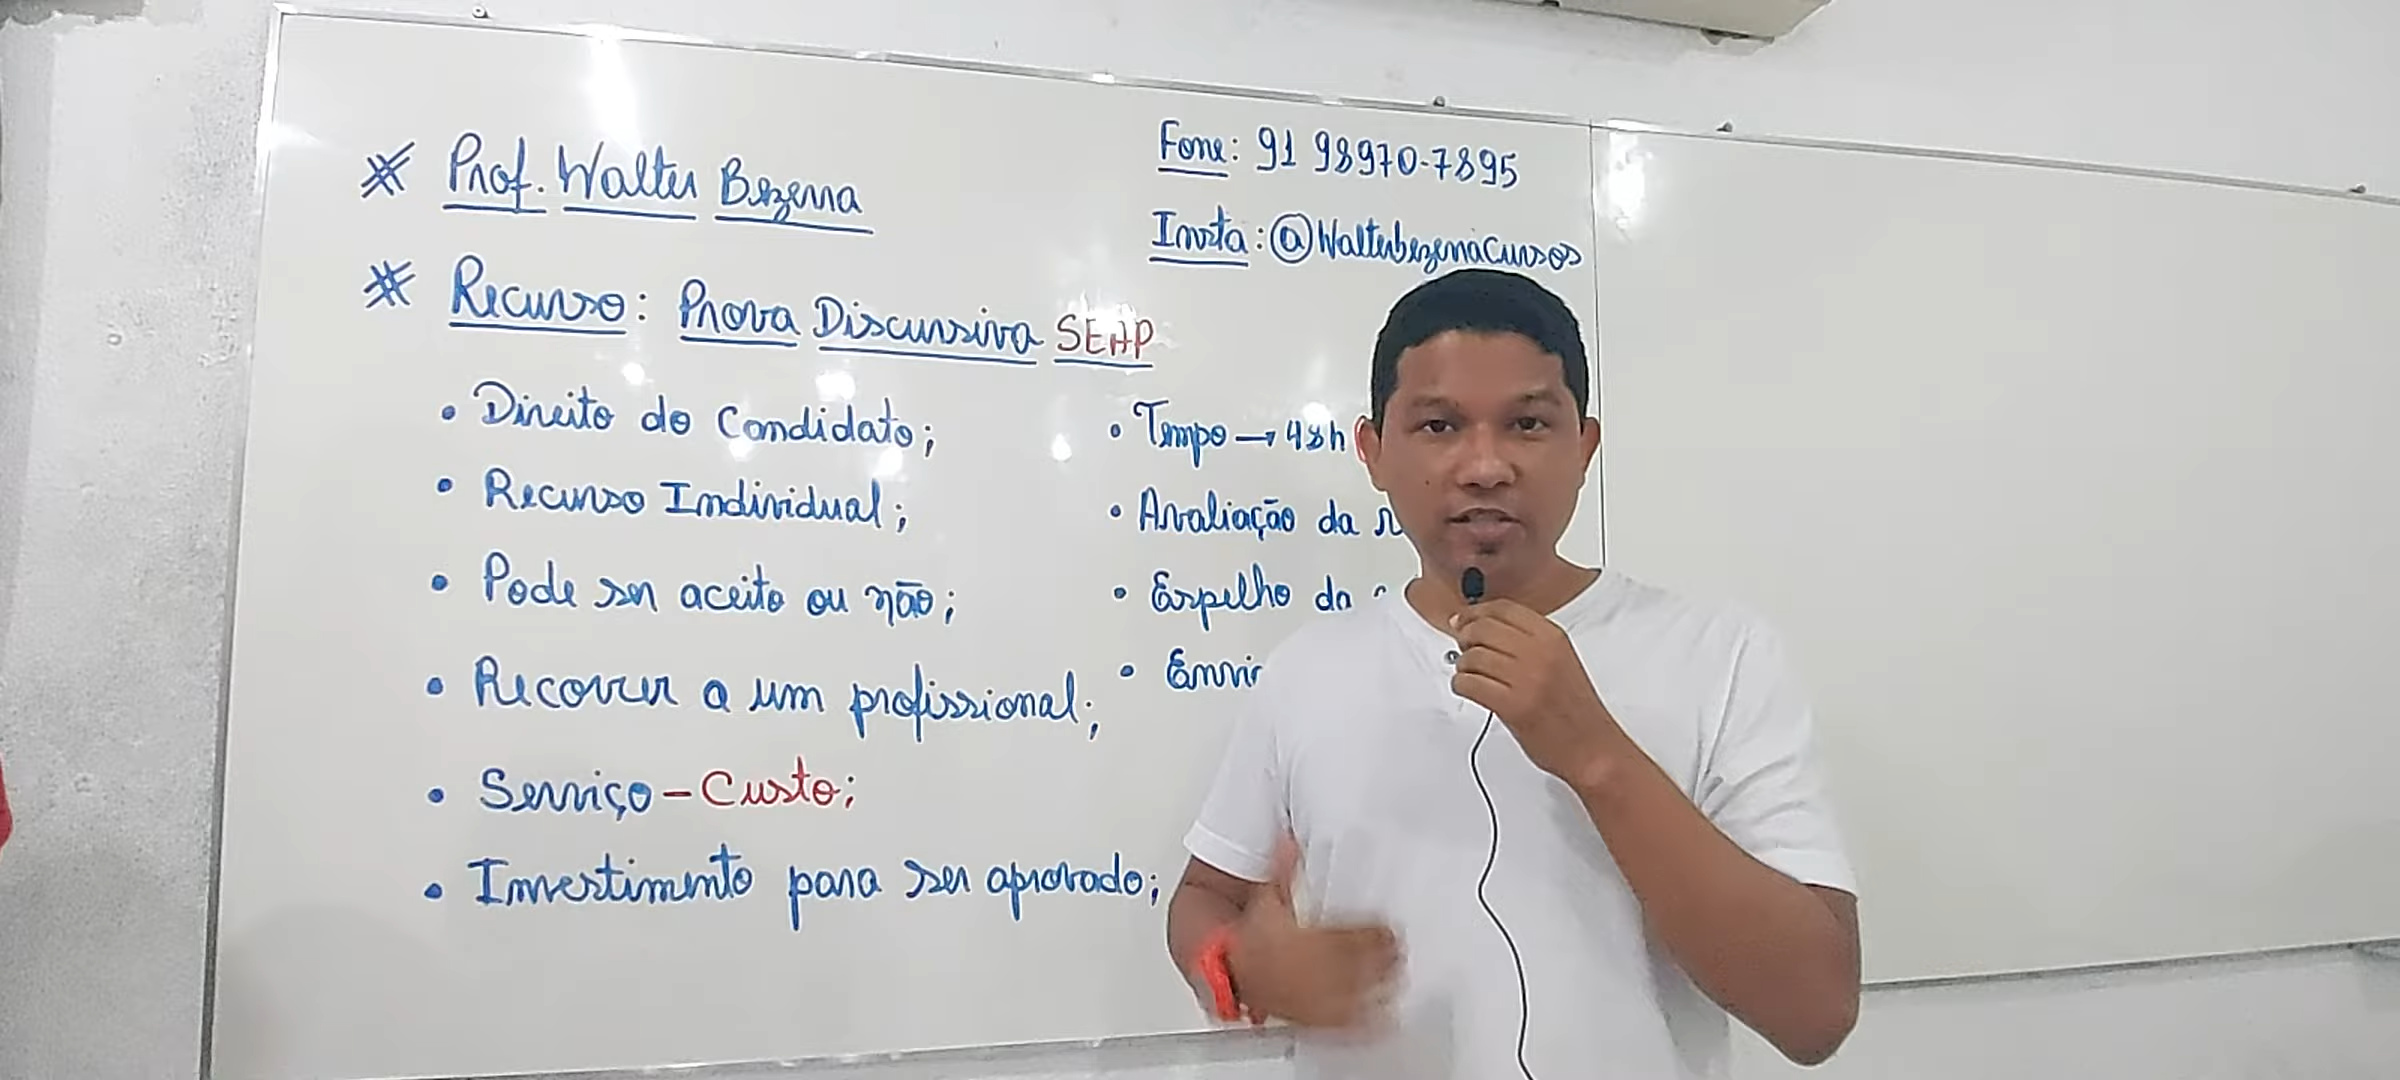 Prof. Walter Bezerra
Recurso: Prova Discursiva SEAP
• Direito do Candidato;
• Recurso Individual;
• Pode ser aceito ou não;
• Recorrer a um profissional;
• Serviço - Custo;
• Investimento para ser aprovado;
Fone: 91 98970-7895
Insta: @WalterbezerraCursos
• Tempo → 48h
• Avaliação da
• Espelho da
•